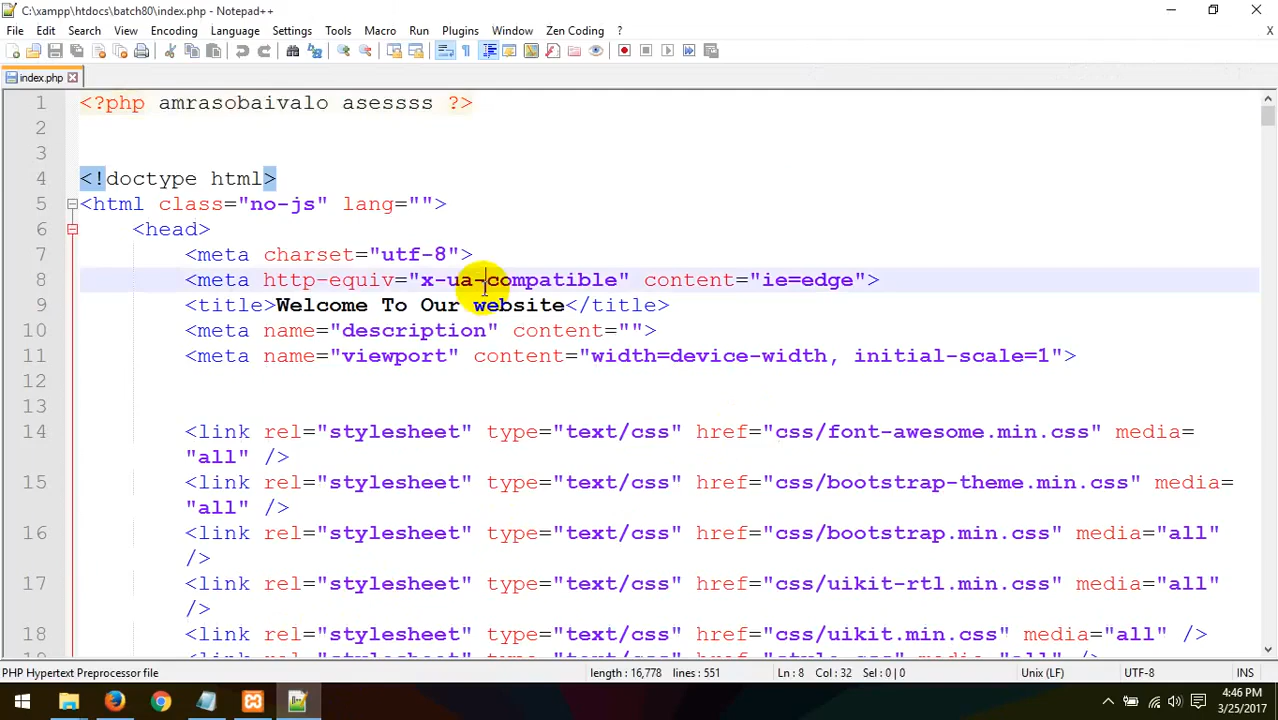 C:\xampp\htdocs\batch80\index.php - Notepad++
File Edit Search View Encoding Language Settings Tools Macro Run Plugins Window Zen Coding ? X
index.php
1 <?php amrasobaivalo asessss ?>
2
3
4 <!doctype html>
5 <html class="no-js" lang="">
6 <head>
7 <meta charset="utf-8">
8 <meta http-equiv="x-ua-compatible" content="ie=edge">
9 <title>Welcome To Our website</title>
10 <meta name="description" content="">
11 <meta name="viewport" content="width=device-width, initial-scale=1">
12
13
14 <link rel="stylesheet" type="text/css" href="css/font-awesome.min.css" media=
"all" />
15 <link rel="stylesheet" type="text/css" href="css/bootstrap-theme.min.css" media=
"all" />
16 <link rel="stylesheet" type="text/css" href="css/bootstrap.min.css" media="all"
/>
17 <link rel="stylesheet" type="text/css" href="css/uikit-rtl.min.css" media="all"
/>
18 <link rel="stylesheet" type="text/css" href="css/uikit.min.css" media="all" />
PHP Hypertext Preprocessor file length : 16,778 lines : 551 Ln : 8 Col : 32 Sel : 0 | 0 Unix (LF) UTF-8 INS
4:46 PM
3/25/2017